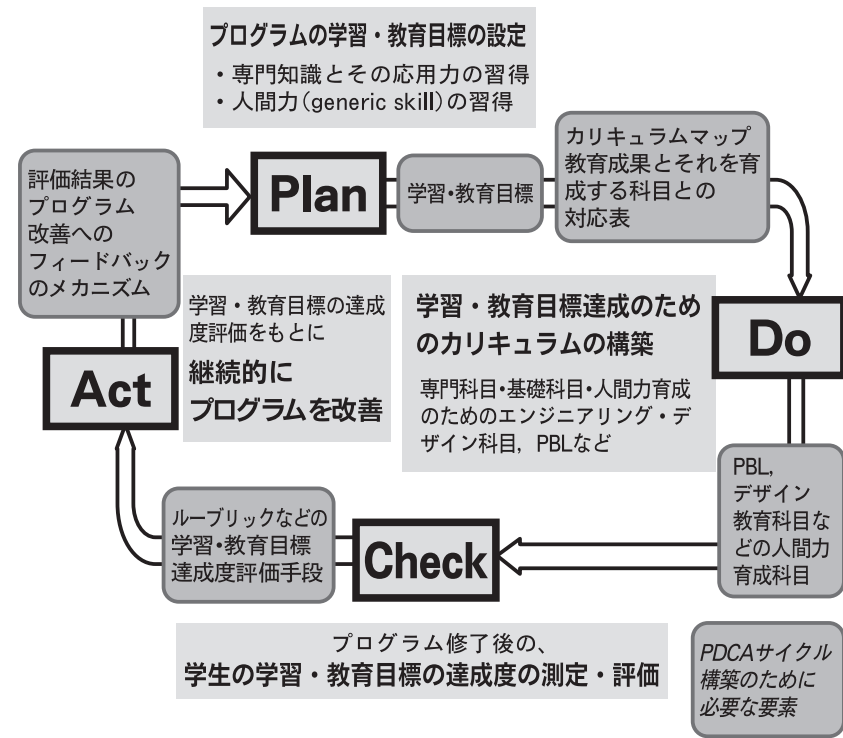 プログラムの学習・教育目標の設定
・専門知識とその応用力の習得
・人間力(generic skill)の習得
評価結果の
プログラム
改善への
フィードバック
のメカニズム
Plan
学習・教育目標
カリキュラムマップ
教育成果とそれを育
成する科目との
対応表
学習・教育目標の達成
度評価をもとに
継続的に
プログラムを改善
学習・教育目標達成のため
のカリキュラムの構築
専門科目・基礎科目・人間力育成
のためのエンジニアリング・デ
ザイン科目，PBLなど
Do
Act
PBL，
デザイン
教育科目な
どの人間力
育成科目
ルーブリックなどの
学習・教育目標
達成度評価手段
Check
プログラム修了後の、
学生の学習・教育目標の達成度の測定・評価
PDCAサイクル
構築のために
必要な要素